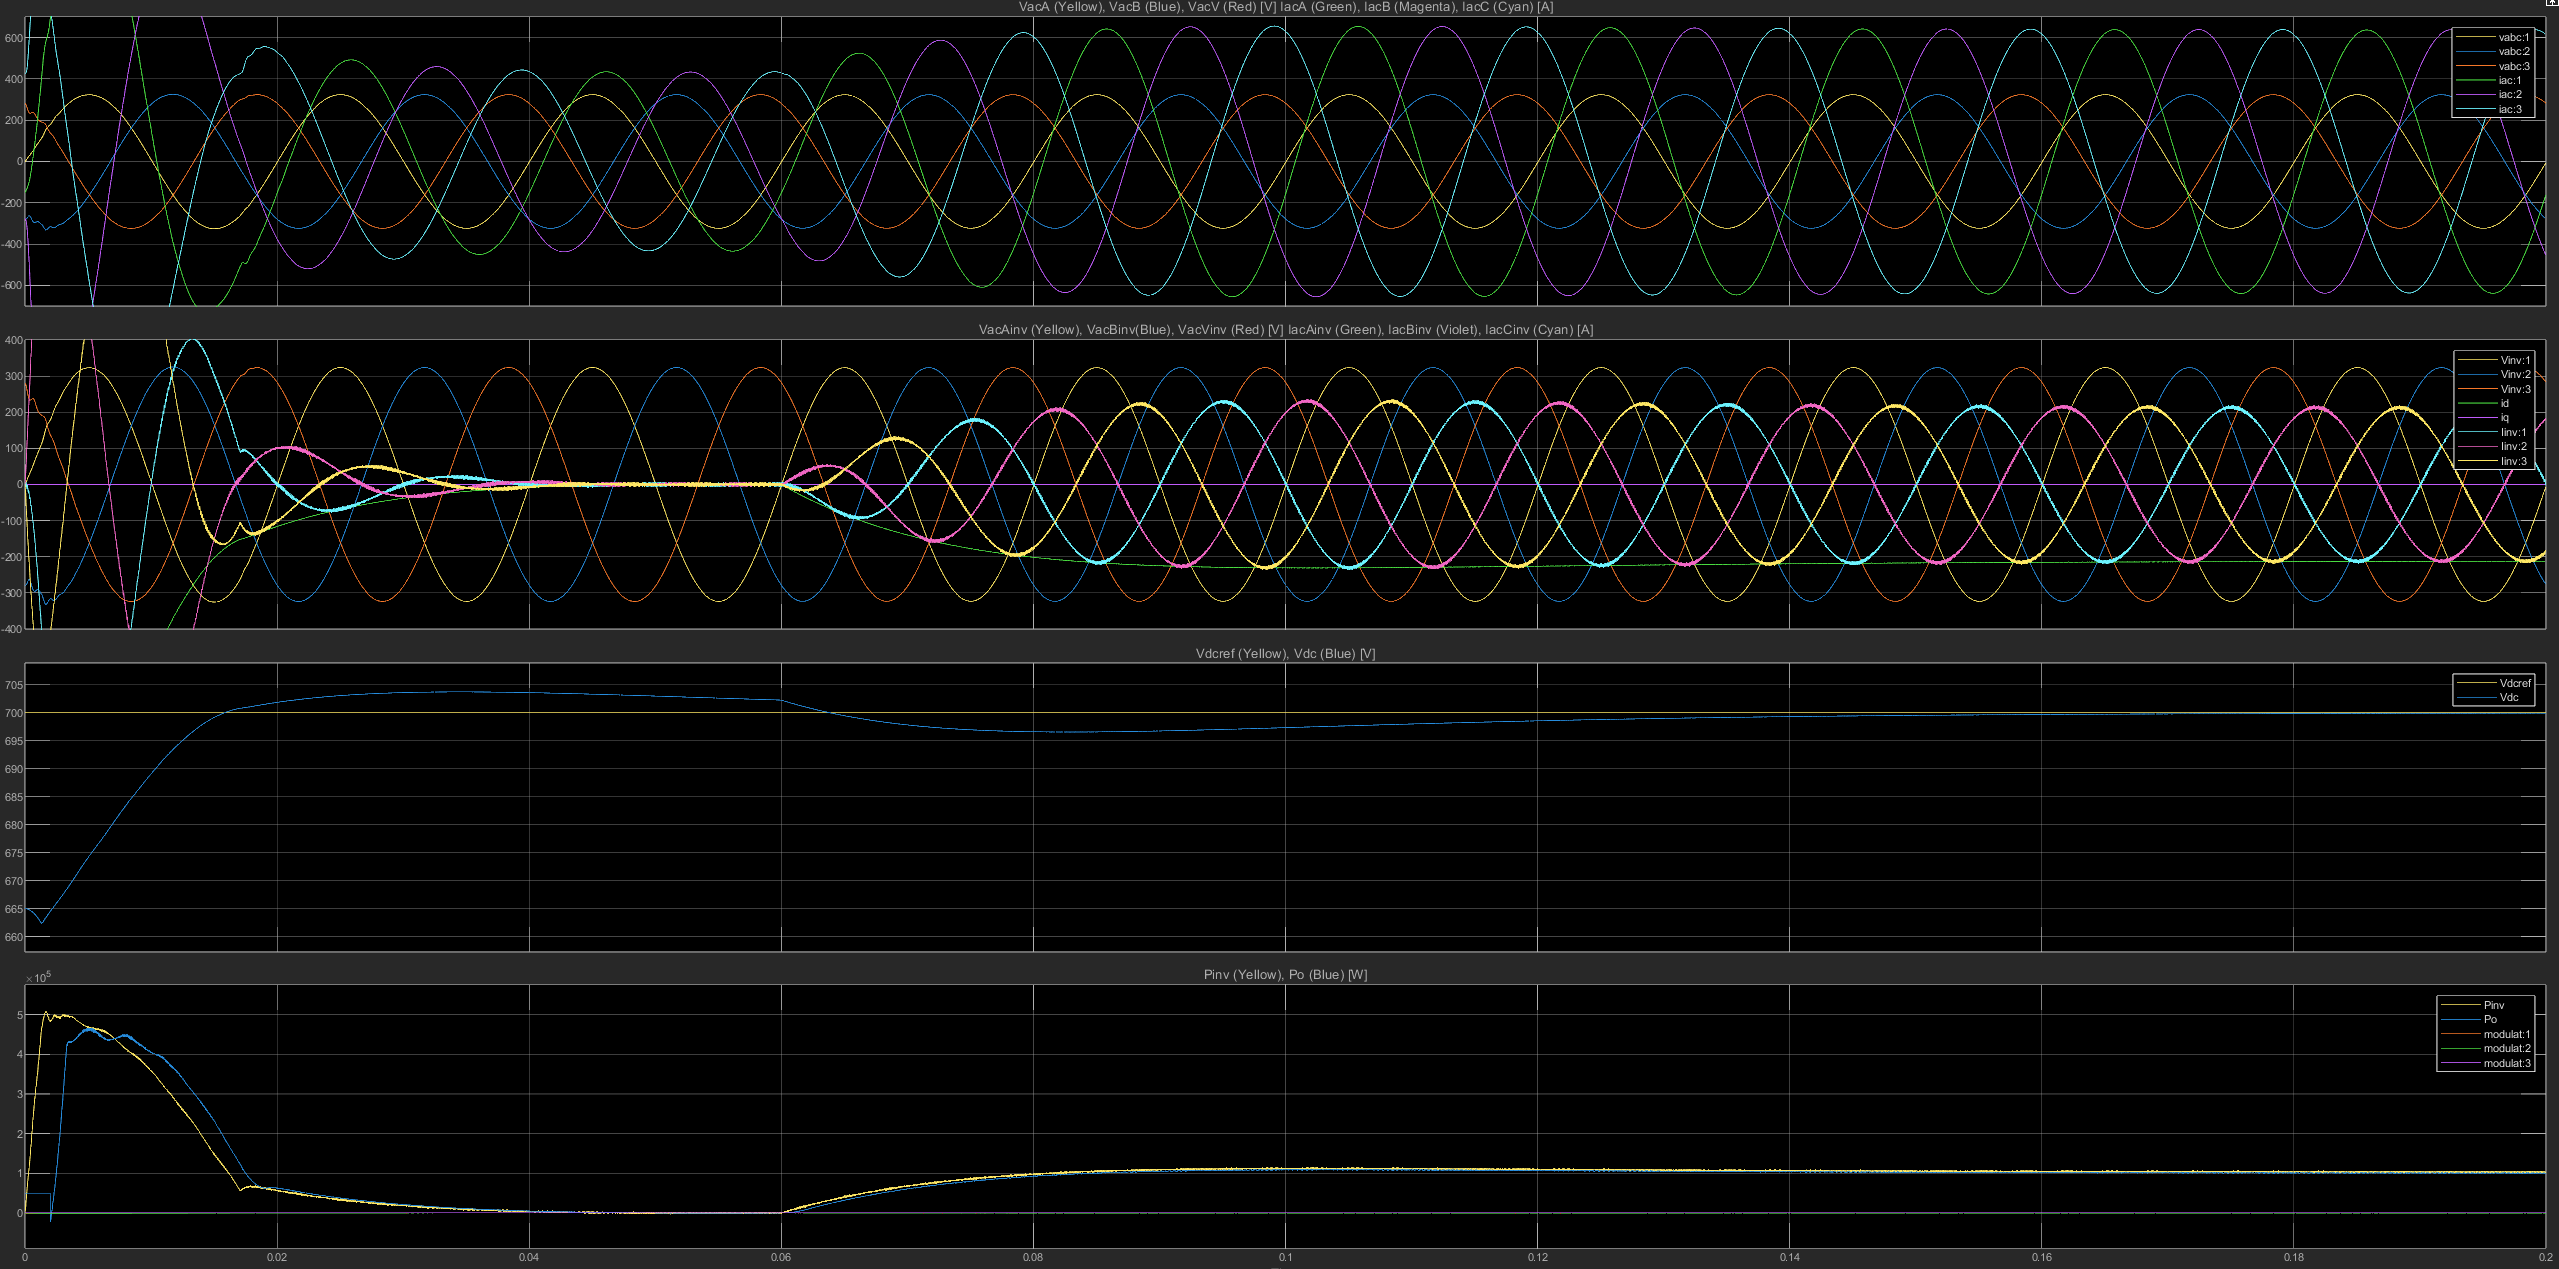 VacA (Yellow), VacB (Blue), VacV (Red) [V] IacA (Green), IacB (Magenta), IacC (Cyan) [A]
600
400
200
0
-200
-400
-600
vabc:1
vabc:2
vabc:3
iac:1
iac:2
iac:3
VacAinv (Yellow), VacBinv(Blue), VacVinv (Red) [V] IacAinv (Green), IacBinv (Violet), IacCinv (Cyan) [A]
400
300
200
100
0
-100
-200
-300
-400
Vinv:1
Vinv:2
Vinv:3
id
iq
Iinv:1
Iinv:2
Iinv:3
Vdcref (Yellow), Vdc (Blue) [V]
705
700
695
690
685
680
675
670
665
660
Vdcref
Vdc
Pinv (Yellow), Po (Blue) [W]
×10^5
5
4
3
2
1
0
Pinv
Po
modulat:1
modulat:2
modulat:3
0 0.02 0.04 0.06 0.08 0.1 0.12 0.14 0.16 0.18 0.2